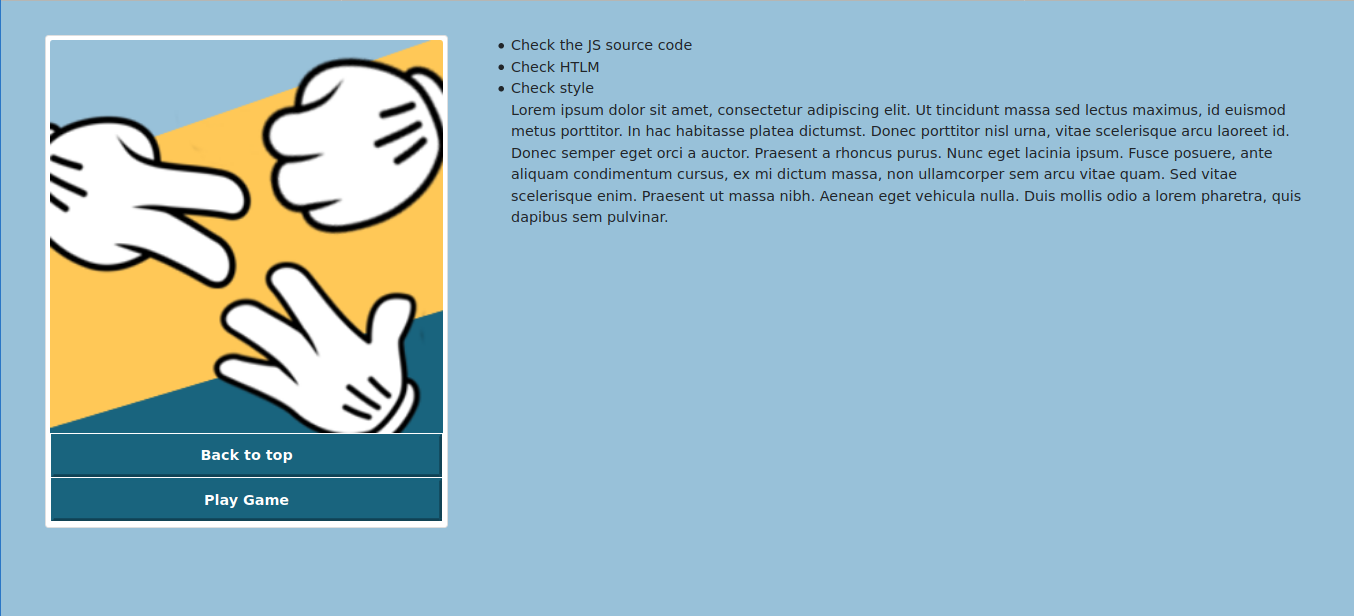 Check the JS source code
Check HTLM
Check style
Lorem ipsum dolor sit amet, consectetur adipiscing elit. Ut tincidunt massa sed lectus maximus, id euismod
metus porttitor. In hac habitasse platea dictumst. Donec porttitor nisl urna, vitae scelerisque arcu laoreet id.
Donec semper eget orci a auctor. Praesent a rhoncus purus. Nunc eget lacinia ipsum. Fusce posuere, ante
aliquam condimentum cursus, ex mi dictum massa, non ullamcorper sem arcu vitae quam. Sed vitae
scelerisque enim. Praesent ut massa nibh. Aenean eget vehicula nulla. Duis mollis odio a lorem pharetra, quis
dapibus sem pulvinar.
Back to top
Play Game